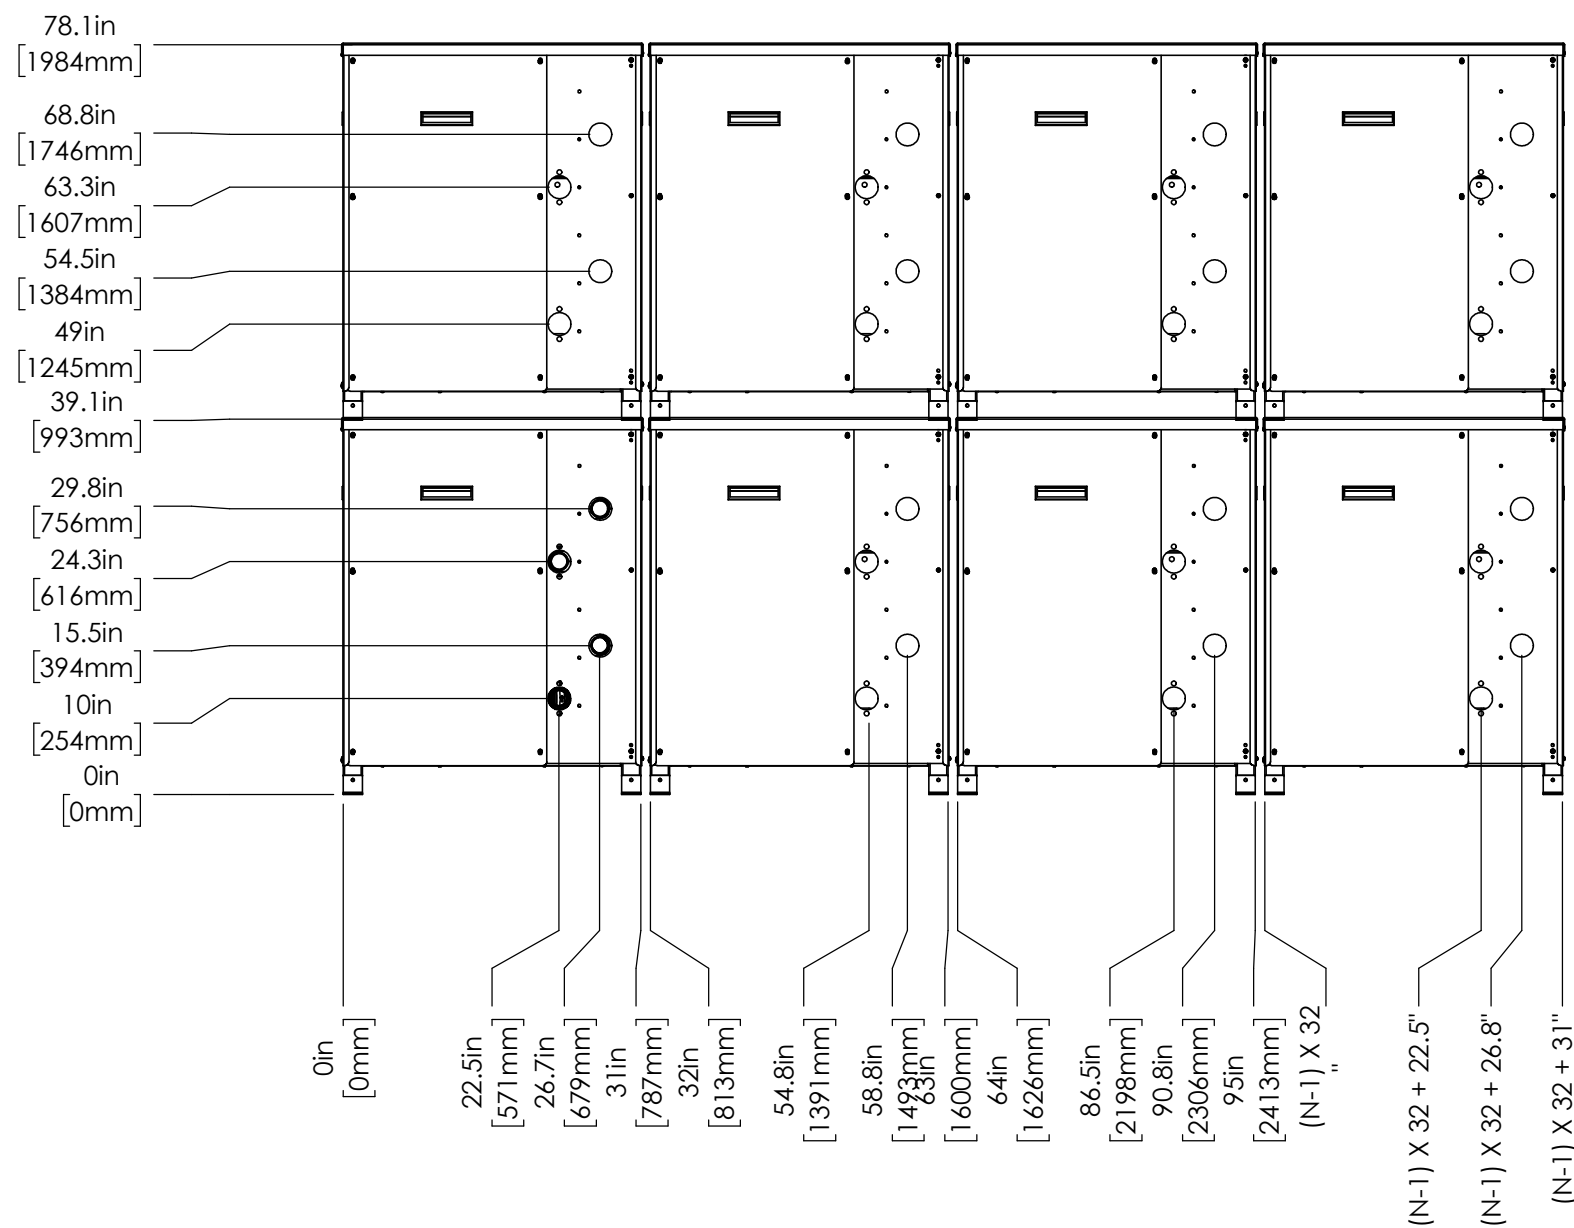 78.1in
[1984mm]
68.8in
[1746mm]
63.3in
[1607mm]
54.5in
[1384mm]
49in
[1245mm]
39.1in
[993mm]
29.8in
[756mm]
24.3in
[616mm]
15.5in
[394mm]
10in
[254mm]
0in
[0mm]
0in
[0mm]
22.5in
[571mm]
26.7in
[679mm]
31in
[787mm]
32in
[813mm]
54.8in
[1391mm]
58.8in
[1493mm]
63in
[1600mm]
64in
[1626mm]
86.5in
[2198mm]
90.8in
[2306mm]
95in
[2413mm]
(N-1) X 32
"
(N-1) X 32 + 22.5"
(N-1) X 32 + 26.8"
(N-1) X 32 + 31"